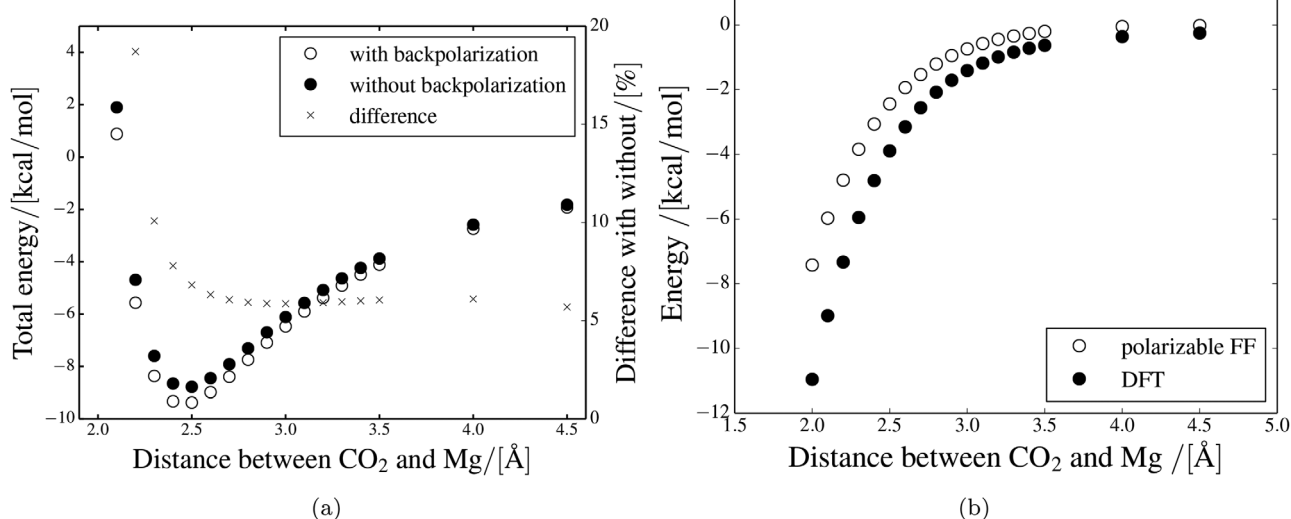 Total energy/[kcal/mol]
4
2
0
−2
−4
−6
−8
−10
with backpolarization
without backpolarization
difference
20
15
10
5
0
Difference with without/[%]
2.0 2.5 3.0 3.5 4.0 4.5
Distance between CO₂ and Mg/[Å]
(a)
Energy /[kcal/mol]
0
−2
−4
−6
−8
−10
−12
polarizable FF
DFT
1.5 2.0 2.5 3.0 3.5 4.0 4.5 5.0
Distance between CO₂ and Mg /[Å]
(b)